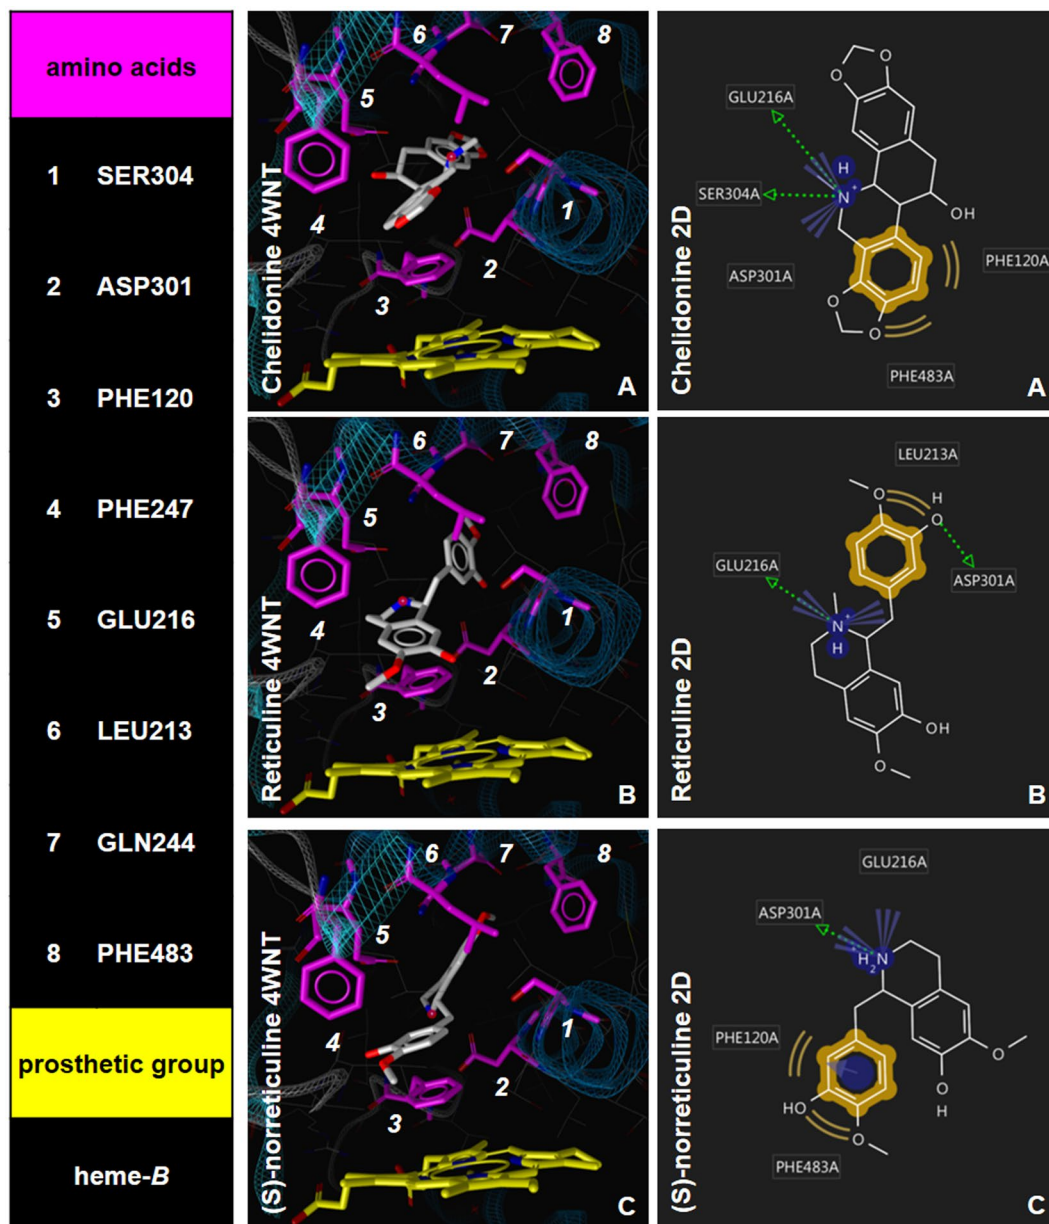 amino acids
1 SER304
2 ASP301
3 PHE120
4 PHE247
5 GLU216
6 LEU213
7 GLN244
8 PHE483
prosthetic group
heme-B
Chelidonine 4WNT
6 7 8
5
4
1
2
3
A
Chelidonine 2D
GLU216A
H
N+
SER304A
OH
ASP301A
PHE120A
PHE483A
O
O
O
O
A
Reticuline 4WNT
6 7 8
5
4
1
2
3
B
Reticuline 2D
LEU213A
O
H
O
GLU216A
ASP301A
N+
H
OH
O
B
(S)-norreticuline 4WNT
6 7 8
5
4
1
2
3
C
(S)-norreticuline 2D
GLU216A
ASP301A
+H2N
PHE120A
O
HO
O
O
H
PHE483A
C